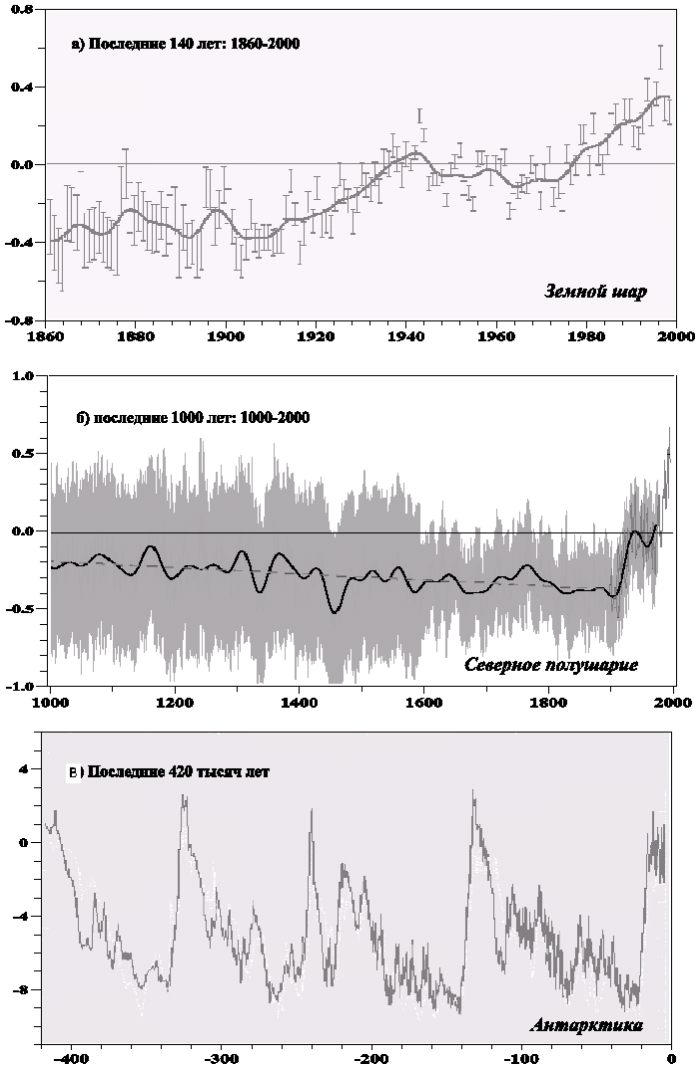 0.8
а) Последние 140 лет: 1860-2000
0.4
0.0
-0.4
Земной шар
-0.8
1860 1880 1900 1920 1940 1960 1980 2000
1.0
б) последние 1000 лет: 1000-2000
0.5
0.0
-0.5
Северное полушарие
-1.0
1000 1200 1400 1600 1800 2000
В) Последние 420 тысяч лет
4
0
-4
-8
Антарктика
-400 -300 -200 -100 0